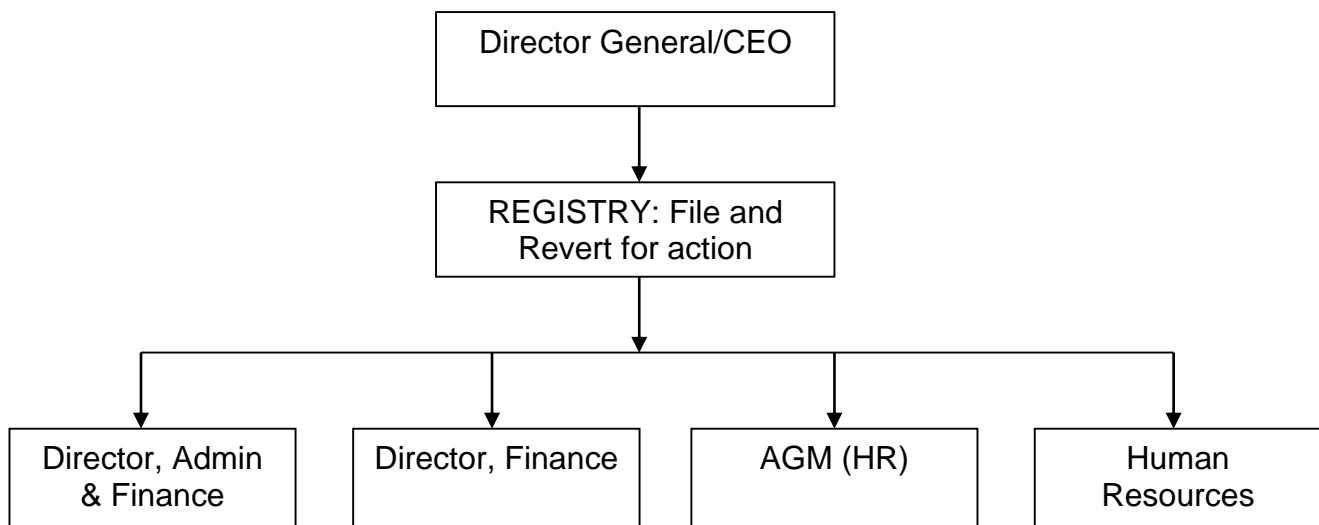 Director General/CEO
REGISTRY: File and
Revert for action
Director, Admin
& Finance
Director, Finance
AGM (HR)
Human
Resources